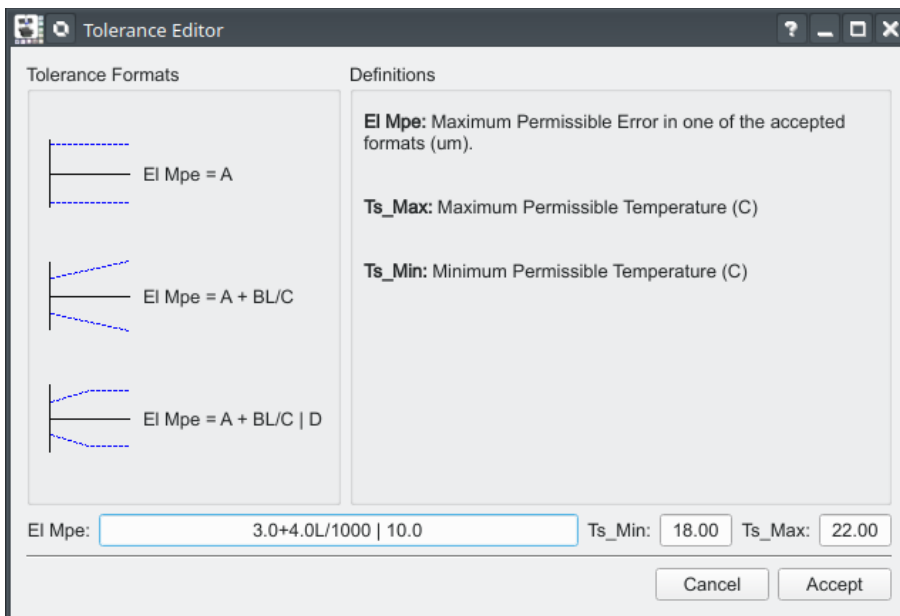 Tolerance Editor
Tolerance Formats
Definitions
El Mpe = A
El Mpe = A + BL/C
El Mpe = A + BL/C | D
El Mpe: Maximum Permissible Error in one of the accepted
formats (um).
Ts_Max: Maximum Permissible Temperature (C)
Ts_Min: Minimum Permissible Temperature (C)
El Mpe: 3.0+4.0L/1000 | 10.0 Ts_Min: 18.00 Ts_Max: 22.00
Cancel Accept